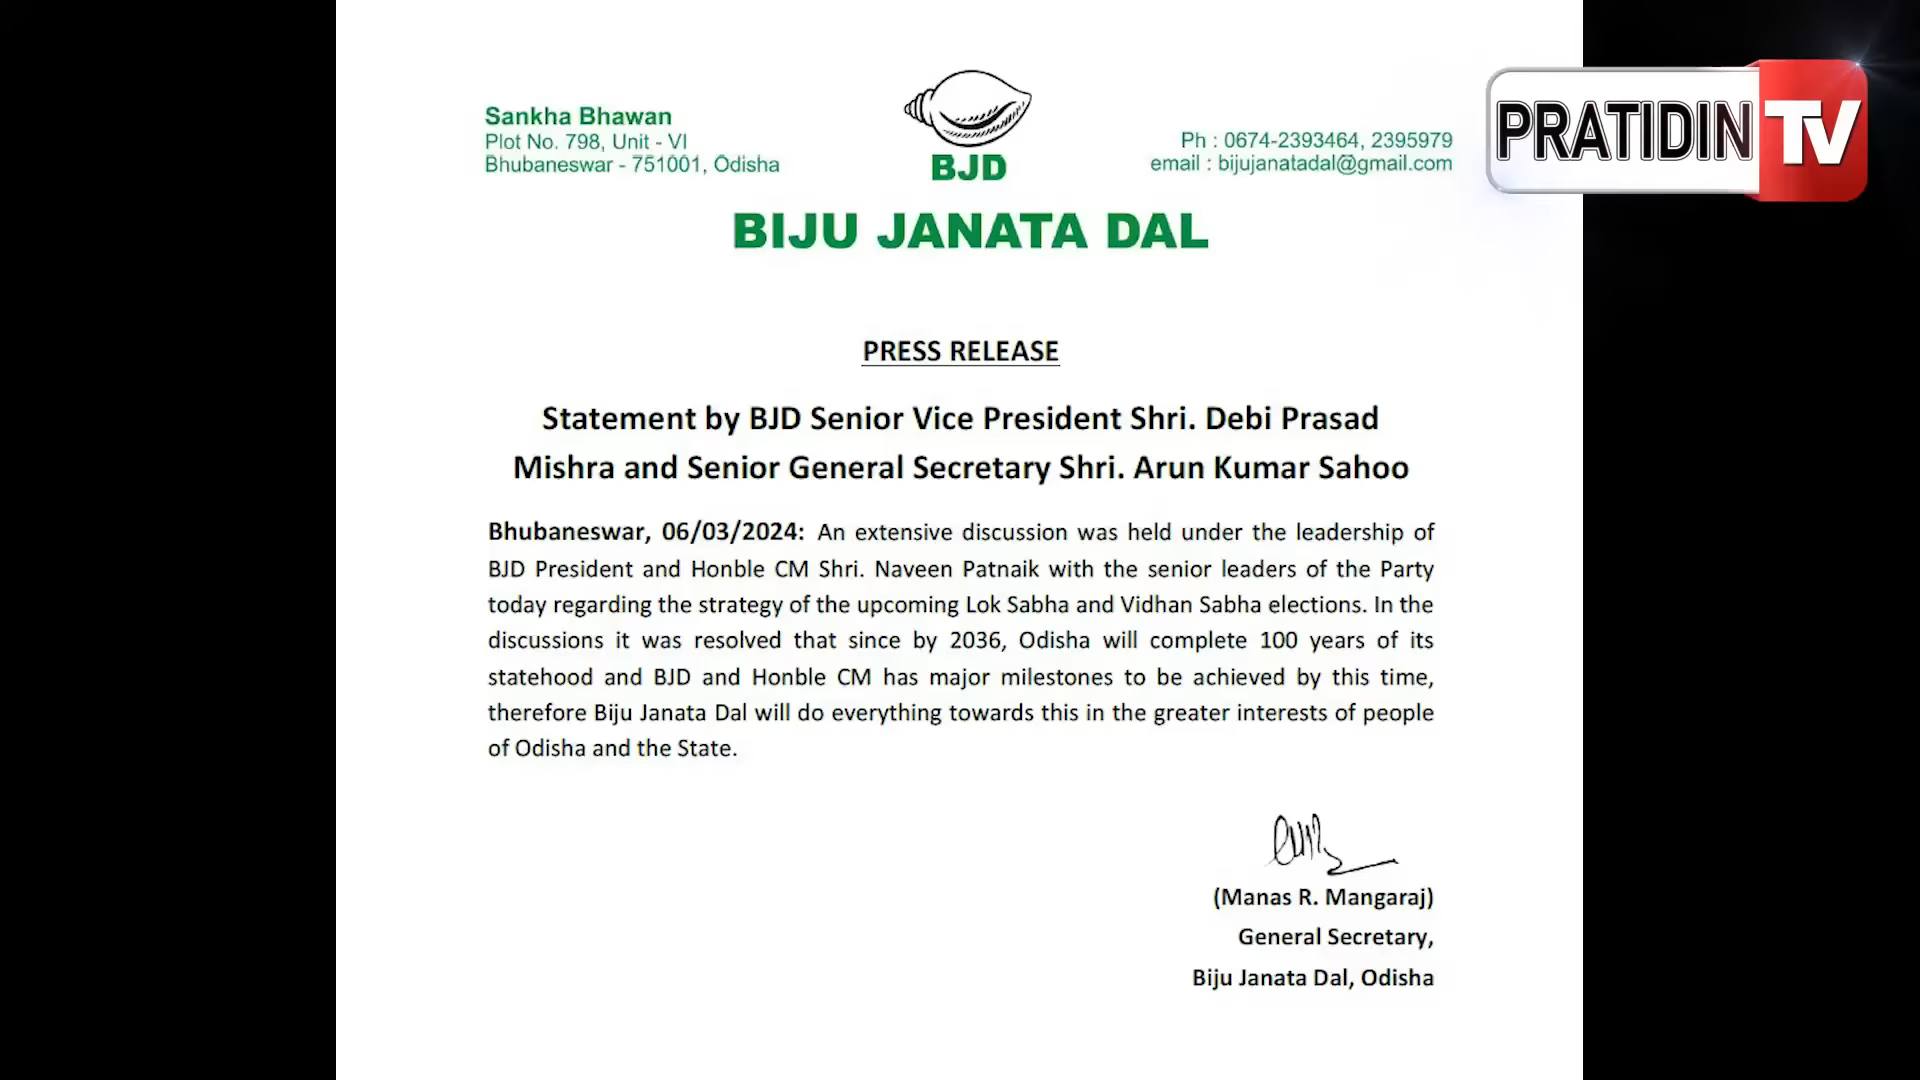 Sankha Bhawan
Plot No. 798, Unit - VI
Bhubaneswar - 751001, Odisha
BJD
Ph : 0674-2393464, 2395979
email : bijujanatadal@gmail.com
PRATIDIN TV
BIJU JANATA DAL
PRESS RELEASE
Statement by BJD Senior Vice President Shri. Debi Prasad
Mishra and Senior General Secretary Shri. Arun Kumar Sahoo
Bhubaneswar, 06/03/2024: An extensive discussion was held under the leadership of
BJD President and Honble CM Shri. Naveen Patnaik with the senior leaders of the Party
today regarding the strategy of the upcoming Lok Sabha and Vidhan Sabha elections. In the
discussions it was resolved that since by 2036, Odisha will complete 100 years of its
statehood and BJD and Honble CM has major milestones to be achieved by this time,
therefore Biju Janata Dal will do everything towards this in the greater interests of people
of Odisha and the State.
(Manas R. Mangaraj)
General Secretary,
Biju Janata Dal, Odisha